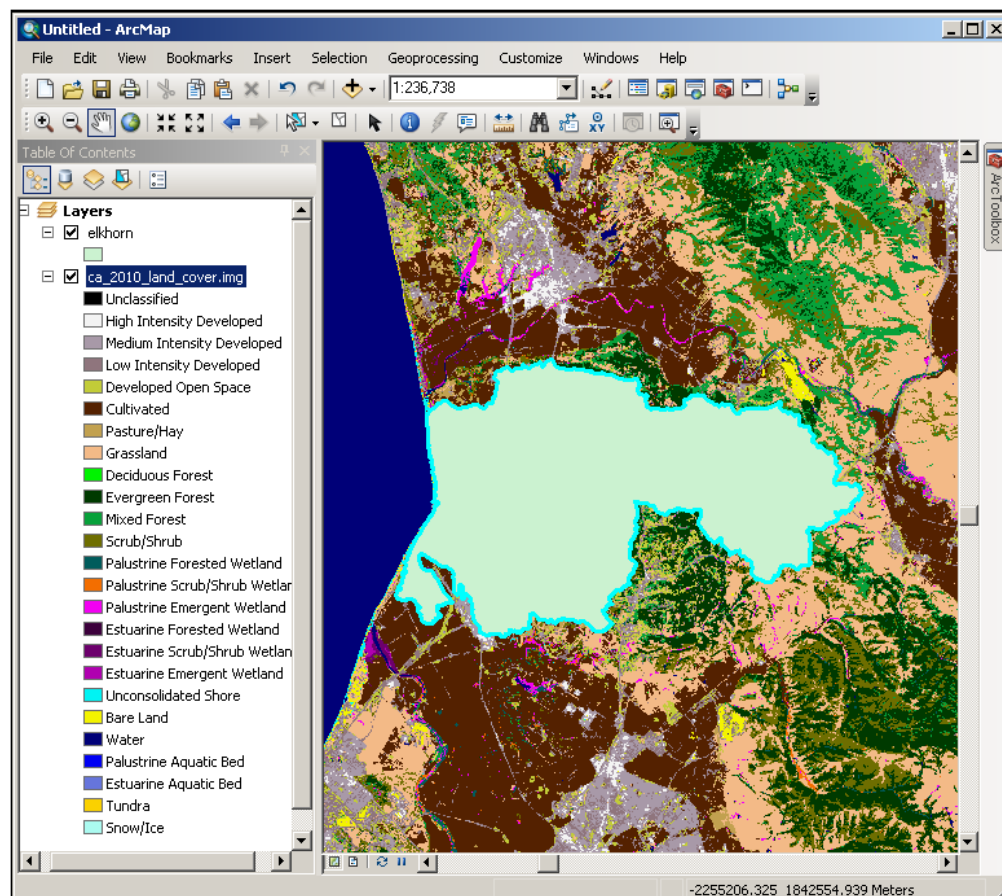 Untitled - ArcMap
File Edit View Bookmarks Insert Selection Geoprocessing Customize Windows Help
1:236,738
XY
Table Of Contents
Layers
elkhorn
ca_2010_land_cover.img
Unclassified
High Intensity Developed
Medium Intensity Developed
Low Intensity Developed
Developed Open Space
Cultivated
Pasture/Hay
Grassland
Deciduous Forest
Evergreen Forest
Mixed Forest
Scrub/Shrub
Palustrine Forested Wetland
Palustrine Scrub/Shrub Wetlan
Palustrine Emergent Wetland
Estuarine Forested Wetland
Estuarine Scrub/Shrub Wetlan
Estuarine Emergent Wetland
Unconsolidated Shore
Bare Land
Water
Palustrine Aquatic Bed
Estuarine Aquatic Bed
Tundra
Snow/Ice
ArcToolbox
-2255206.325 1842554.939 Meters